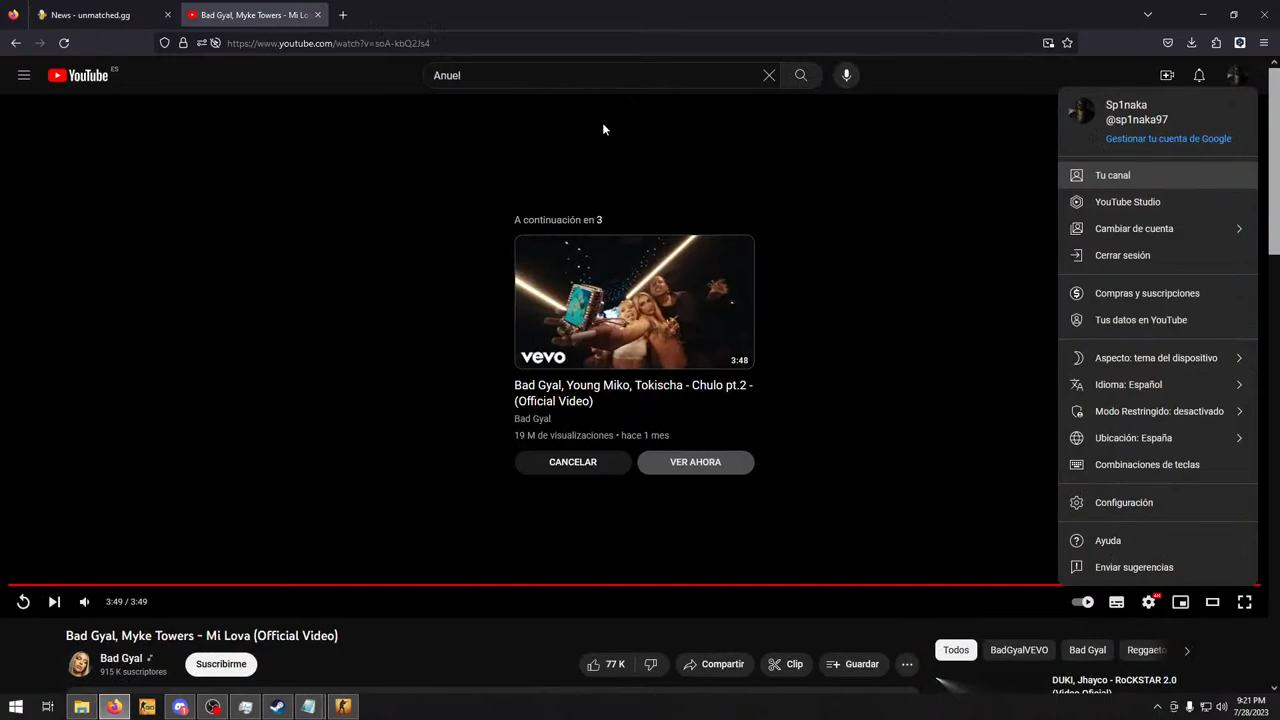 News - unmatched.gg
Bad Gyal, Myke Towers - Mi Lo
https://www.youtube.com/watch?v=soA-kbQ2Js4
YouTube ES
Anuel
Sp1naka
@sp1naka97
Gestionar tu cuenta de Google
Tu canal
YouTube Studio
Cambiar de cuenta
Cerrar sesión
Compras y suscripciones
Tus datos en YouTube
Aspecto: tema del dispositivo
Idioma: Español
Modo Restringido: desactivado
Ubicación: España
Combinaciones de teclas
Configuración
Ayuda
Enviar sugerencias
A continuación en 3
vevo
3:48
Bad Gyal, Young Miko, Tokischa - Chulo pt.2 -
(Official Video)
Bad Gyal
19 M de visualizaciones • hace 1 mes
CANCELAR
VER AHORA
3:49 / 3:49
Bad Gyal, Myke Towers - Mi Lova (Official Video)
Bad Gyal
915 K suscriptores
Suscribirme
77 K
Compartir
Clip
Guardar
Todos
BadGyalVEVO
Bad Gyal
Reggaeto
DUKI, Jhayco - RoCKSTAR 2.0
(Video Oficial)
9:21 PM
7/28/2023